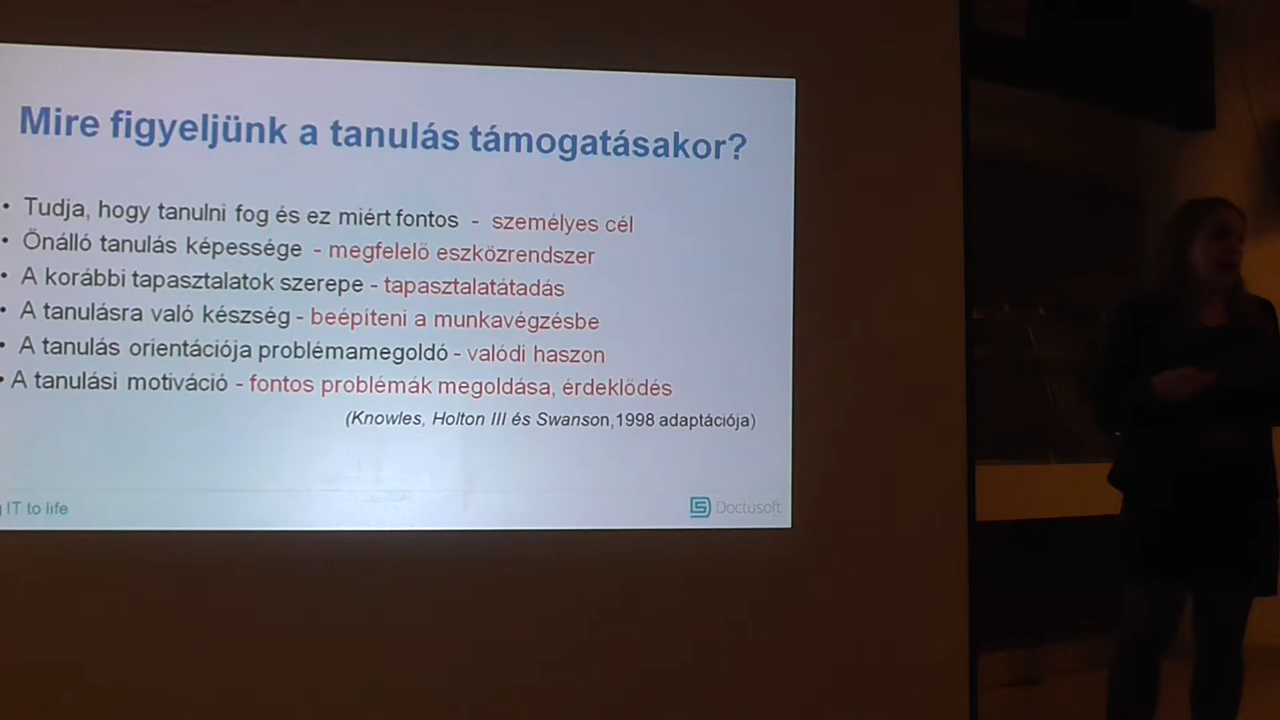 Mire figyeljünk a tanulás támogatásakor?
• Tudja, hogy tanulni fog és ez miért fontos - személyes cél
• Önálló tanulás képessége - megfelelő eszközrendszer
• A korábbi tapasztalatok szerepe - tapasztalatátadás
• A tanulásra való készség - beépíteni a munkavégzésbe
• A tanulás orientációja problémamegoldó - valódi haszon
• A tanulási motiváció - fontos problémák megoldása, érdeklődés
(Knowles, Holton III és Swanson,1998 adaptációja)
IT to life
Doctusoft